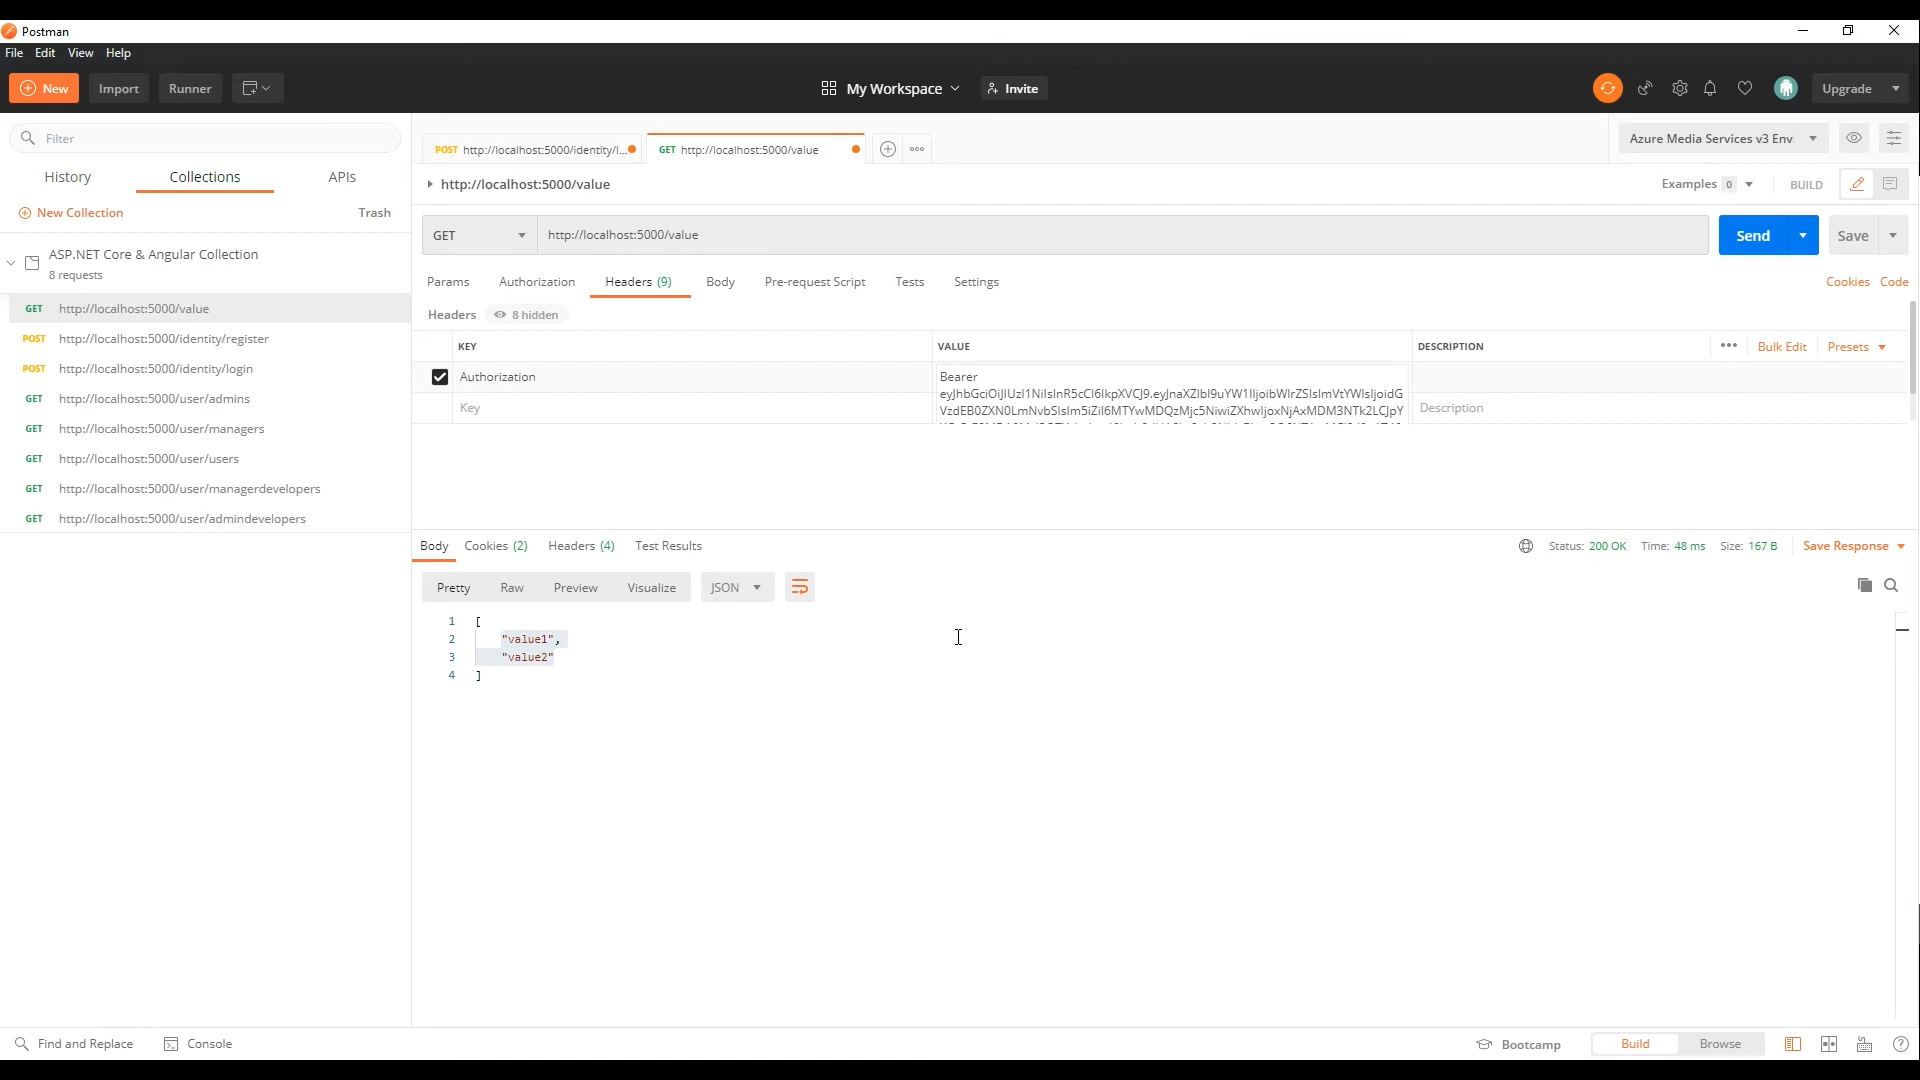 Postman
File Edit View Help
New Import Runner My Workspace Invite Upgrade
Filter
History Collections APIs
New Collection Trash
ASP.NET Core & Angular Collection
8 requests
GET http://localhost:5000/value
POST http://localhost:5000/identity/register
POST http://localhost:5000/identity/login
GET http://localhost:5000/user/admins
GET http://localhost:5000/user/managers
GET http://localhost:5000/user/users
GET http://localhost:5000/user/managerdevelopers
GET http://localhost:5000/user/admindevelopers
POST http://localhost:5000/identity/l... GET http://localhost:5000/value Azure Media Services v3 Envi
http://localhost:5000/value Examples 0 BUILD
GET http://localhost:5000/value Send Save
Params Authorization Headers (9) Body Pre-request Script Tests Settings Cookies Code
Headers 8 hidden
KEY VALUE DESCRIPTION Bulk Edit Presets
Authorization Bearer
Key Description
Body Cookies (2) Headers (4) Test Results Status: 200 OK Time: 48 ms Size: 167 B Save Response
Pretty Raw Preview Visualize JSON
1 [
2 "value1",
3 "value2"
4 ]
Find and Replace Console Bootcamp Build Browse